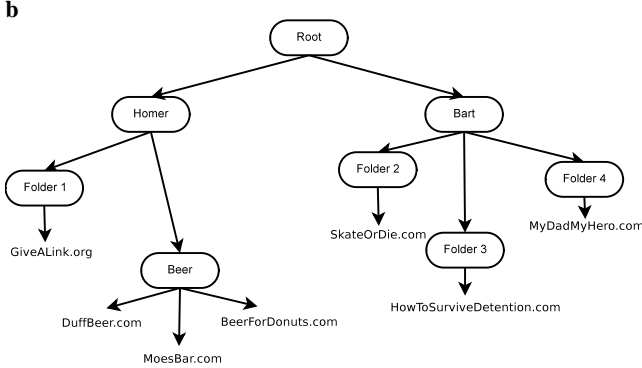 b
Root
Homer
Bart
Folder 1
Folder 2
Folder 4
GiveALink.org
SkateOrDie.com
MyDadMyHero.com
Folder 3
Beer
HowToSurviveDetention.com
DuffBeer.com
BeerForDonuts.com
MoesBar.com